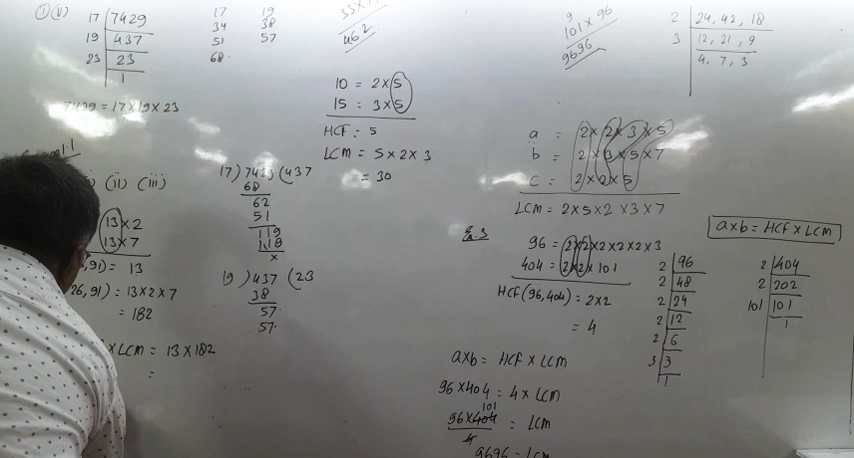 ① (v)
17 | 7429
19 | 437
23 | 23
1
7429 = 17 x 19 x 23
17 19
34 38
51 57
68
462
10 = 2 x 5
15 = 3 x 5
HCF : 5
LCM = 5 x 2 x 3
= 30
9
101 x 96
9696
2 | 24, 42, 18
3 | 12, 21, 9
4, 7, 3
a = 2 x 2 x 3 x 5
b = 2 x 3 x 5 x 7
c = 2 x 2 x 5
LCM = 2 x 5 x 2 x 3 x 7
(ii) (iii)
13 x 2
13 x 7
,91) = 13
26, 91) = 13 x 2 x 7
= 182
x LCM = 13 x 182
=
17 ) 7429 ( 437
68
62
51
119
119
x
19 ) 437 ( 23
38
57
57
Ex. 3
96 = 2 x 2 x 2 x 2 x 2 x 3
404 = 2 x 2 x 101
HCF (96, 404) = 2 x 2
= 4
a x b = HCF x LCM
96 x 404 = 4 x LCM
101
96 x 404 = LCM
4
9696 = LCM
2 | 96
2 | 48
2 | 24
2 | 12
2 | 6
3 | 3
1
a x b = HCF x LCM
2 | 404
2 | 202
101 | 101
1